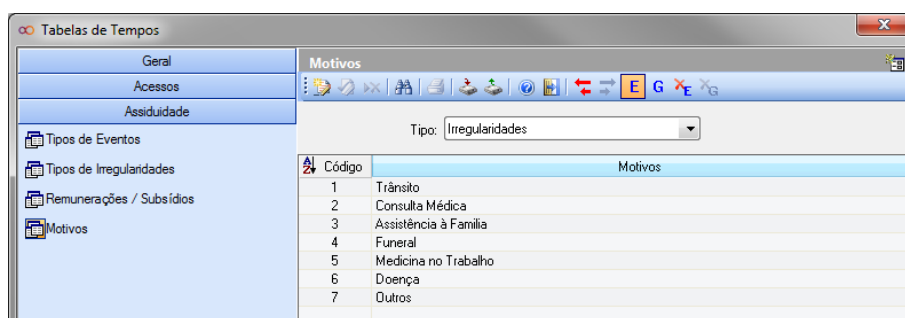 Tabelas de Tempos
Geral
Acessos
Assiduidade
Tipos de Eventos
Tipos de Irregularidades
Remunerações / Subsídios
Motivos
Motivos
E G E G
Tipo: Irregularidades
Código Motivos
1 Trânsito
2 Consulta Médica
3 Assistência à Familia
4 Funeral
5 Medicina no Trabalho
6 Doença
7 Outros